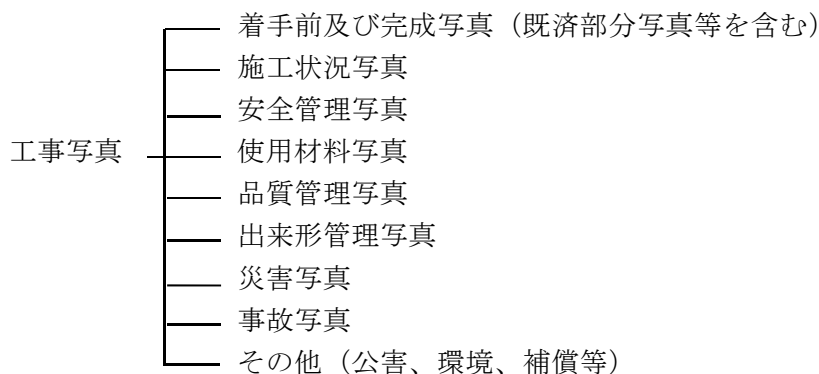 着手前及び完成写真（既済部分写真等を含む）
施工状況写真
安全管理写真
工事写真
使用材料写真
品質管理写真
出来形管理写真
災害写真
事故写真
その他（公害、環境、補償等）